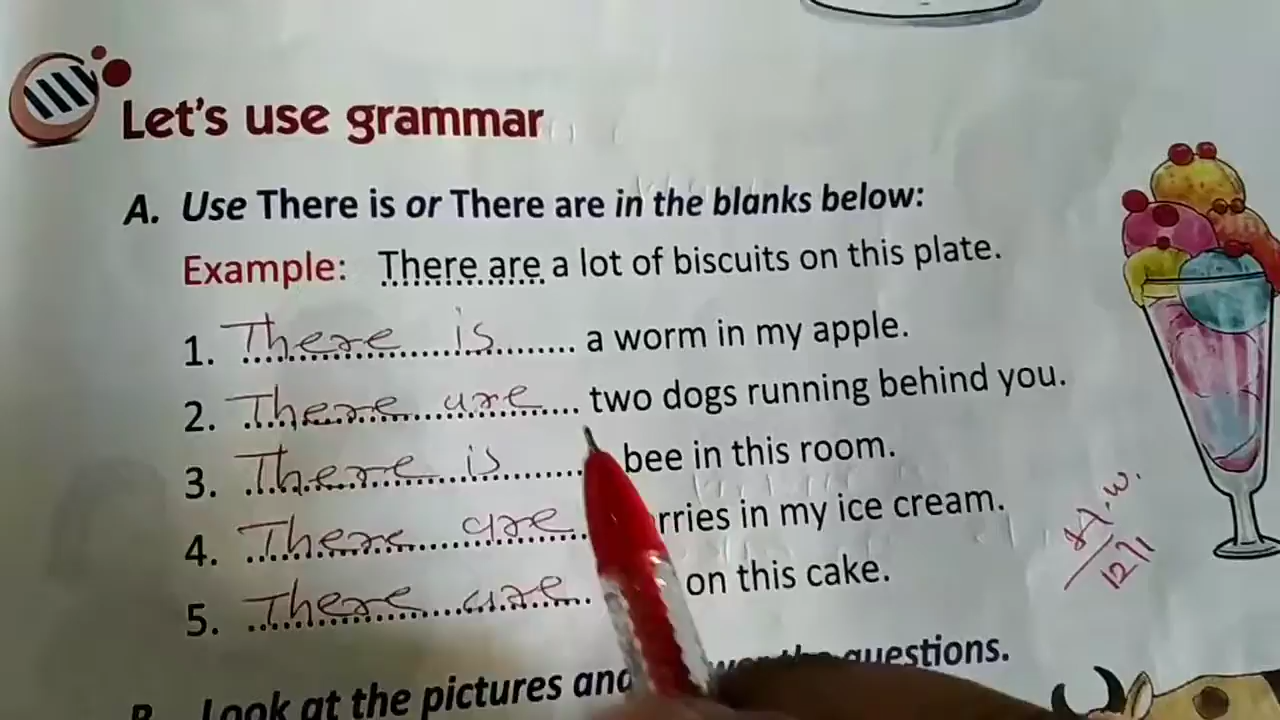 Let's use grammar
A. Use There is or There are in the blanks below:
Example: There are a lot of biscuits on this plate.
1. There is a worm in my apple.
2. There are two dogs running behind you.
3. There is bee in this room.
4. There are in my ice cream.
5. There are on this cake.
B. Look at the pictures and questions.
12/1